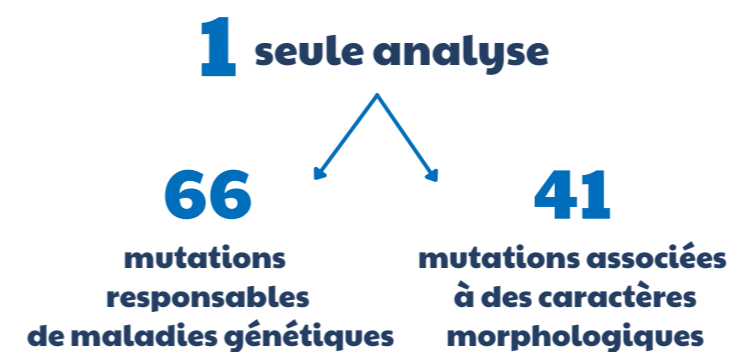 1 seule analyse
66
mutations
responsables
de maladies génétiques
41
mutations associées
à des caractères
morphologiques